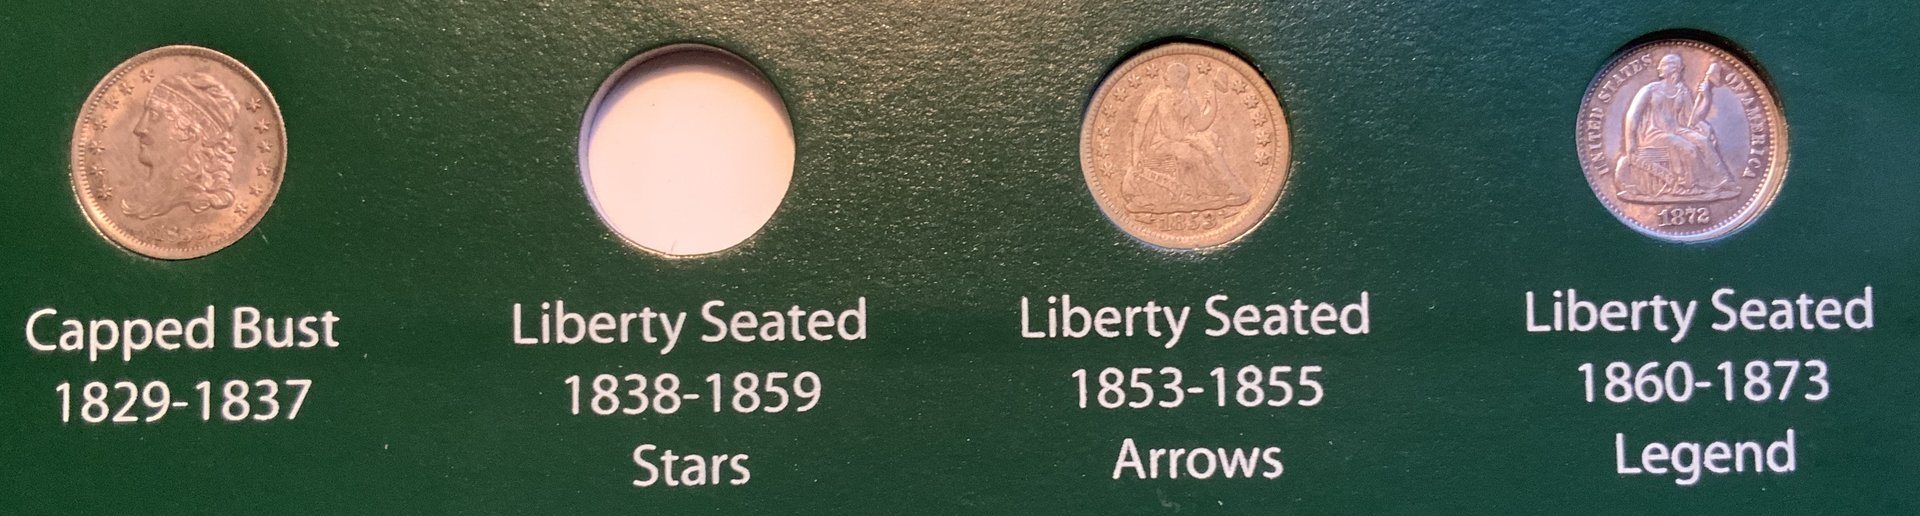 Capped Bust
1829-1837
Liberty Seated
1838-1859
Stars
1853
Liberty Seated
1853-1855
Arrows
UNITED STATES OF AMERICA
1872
Liberty Seated
1860-1873
Legend